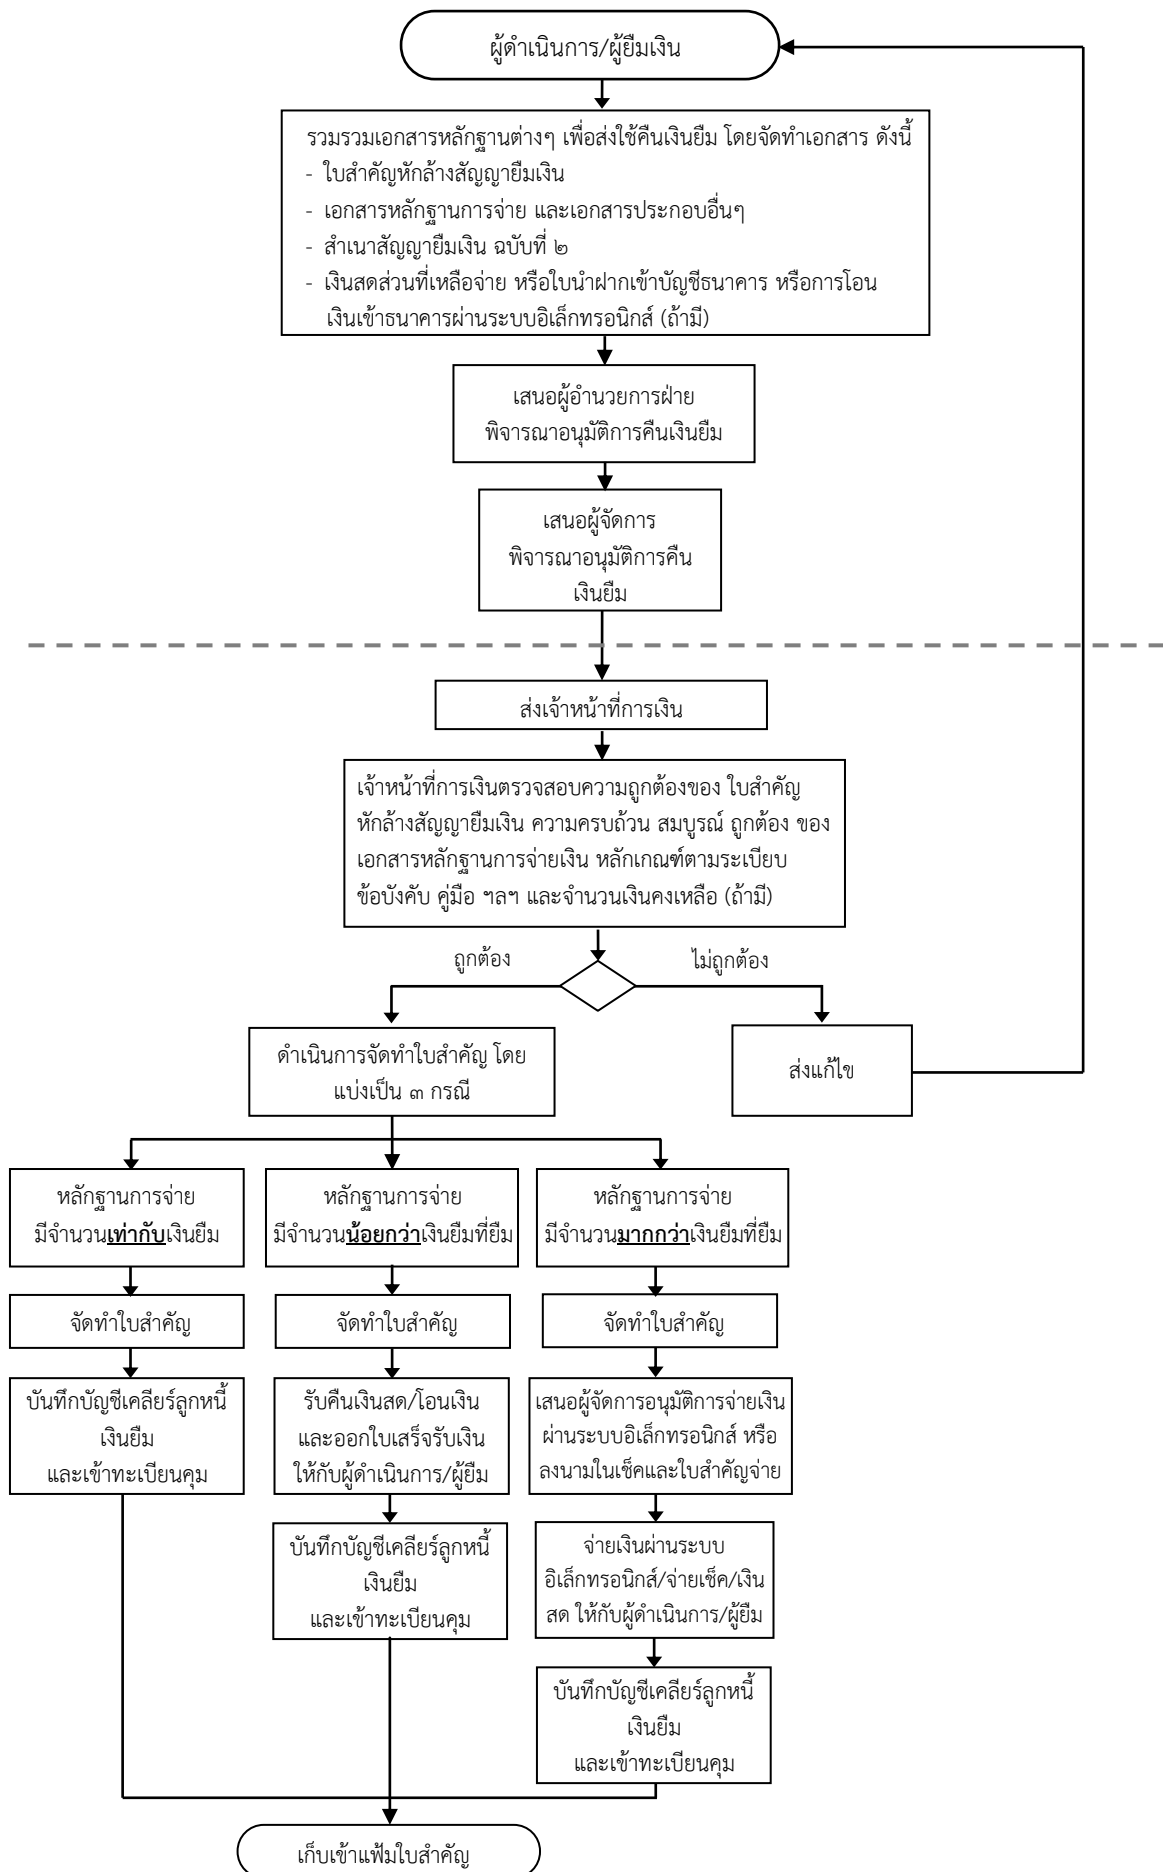 ผู้ดำเนินการ/ผู้ยืมเงิน
รวมรวมเอกสารหลักฐานต่างๆ เพื่อส่งใช้คืนเงินยืม โดยจัดทำเอกสาร ดังนี้
- ใบสำคัญหักล้างสัญญายืมเงิน
- เอกสารหลักฐานการจ่าย และเอกสารประกอบอื่นๆ
- สำเนาสัญญายืมเงิน ฉบับที่ ๒
- เงินสดส่วนที่เหลือจ่าย หรือใบนำฝากเข้าบัญชีธนาคาร หรือการโอน
เงินเข้าธนาคารผ่านระบบอิเล็กทรอนิกส์ (ถ้ามี)
เสนอผู้อำนวยการฝ่าย
พิจารณาอนุมัติการคืนเงินยืม
เสนอผู้จัดการ
พิจารณาอนุมัติการคืน
เงินยืม
ส่งเจ้าหน้าที่การเงิน
เจ้าหน้าที่การเงินตรวจสอบความถูกต้องของ ใบสำคัญ
หักล้างสัญญายืมเงิน ความครบถ้วน สมบูรณ์ ถูกต้อง ของ
เอกสารหลักฐานการจ่ายเงิน หลักเกณฑ์ตามระเบียบ
ข้อบังคับ คู่มือ ฯลฯ และจำนวนเงินคงเหลือ (ถ้ามี)
ถูกต้อง
ไม่ถูกต้อง
ดำเนินการจัดทำใบสำคัญ โดย
แบ่งเป็น ๓ กรณี
ส่งแก้ไข
หลักฐานการจ่าย
มีจำนวนเท่ากับเงินยืม
หลักฐานการจ่าย
มีจำนวนน้อยกว่าเงินยืมที่ยืม
หลักฐานการจ่าย
มีจำนวนมากกว่าเงินยืมที่ยืม
จัดทำใบสำคัญ
จัดทำใบสำคัญ
จัดทำใบสำคัญ
บันทึกบัญชีเคลียร์ลูกหนี้
เงินยืม
และเข้าทะเบียนคุม
รับคืนเงินสด/โอนเงิน
และออกใบเสร็จรับเงิน
ให้กับผู้ดำเนินการ/ผู้ยืม
เสนอผู้จัดการอนุมัติการจ่ายเงิน
ผ่านระบบอิเล็กทรอนิกส์ หรือ
ลงนามในเช็คและใบสำคัญจ่าย
บันทึกบัญชีเคลียร์ลูกหนี้
เงินยืม
และเข้าทะเบียนคุม
จ่ายเงินผ่านระบบ
อิเล็กทรอนิกส์/จ่ายเช็ค/เงิน
สด ให้กับผู้ดำเนินการ/ผู้ยืม
บันทึกบัญชีเคลียร์ลูกหนี้
เงินยืม
และเข้าทะเบียนคุม
เก็บเข้าแฟ้มใบสำคัญ